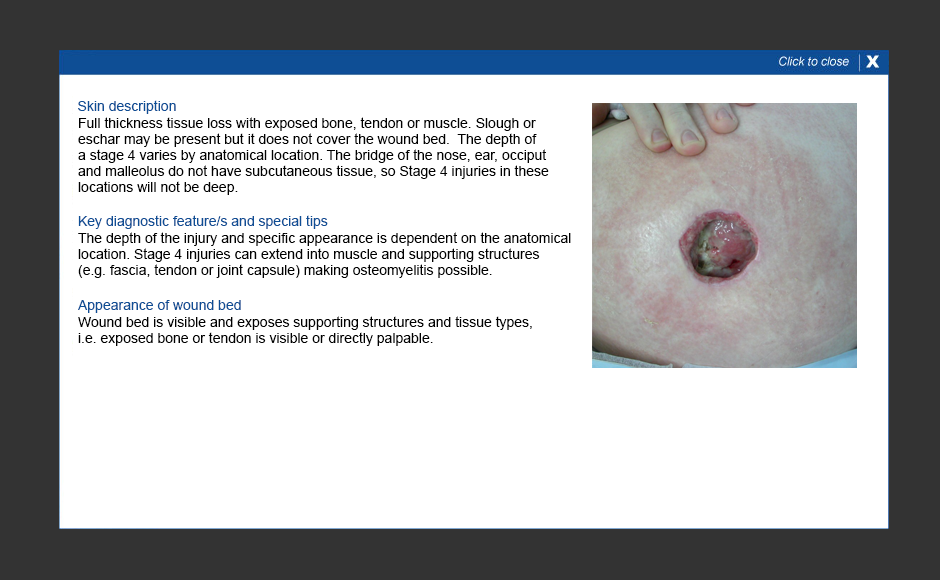 Click to close X
Skin description
Full thickness tissue loss with exposed bone, tendon or muscle. Slough or
eschar may be present but it does not cover the wound bed.  The depth of
a stage 4 varies by anatomical location. The bridge of the nose, ear, occiput
and malleolus do not have subcutaneous tissue, so Stage 4 injuries in these
locations will not be deep.
Key diagnostic feature/s and special tips
The depth of the injury and specific appearance is dependent on the anatomical
location. Stage 4 injuries can extend into muscle and supporting structures
(e.g. fascia, tendon or joint capsule) making osteomyelitis possible.
Appearance of wound bed
Wound bed is visible and exposes supporting structures and tissue types,
i.e. exposed bone or tendon is visible or directly palpable.